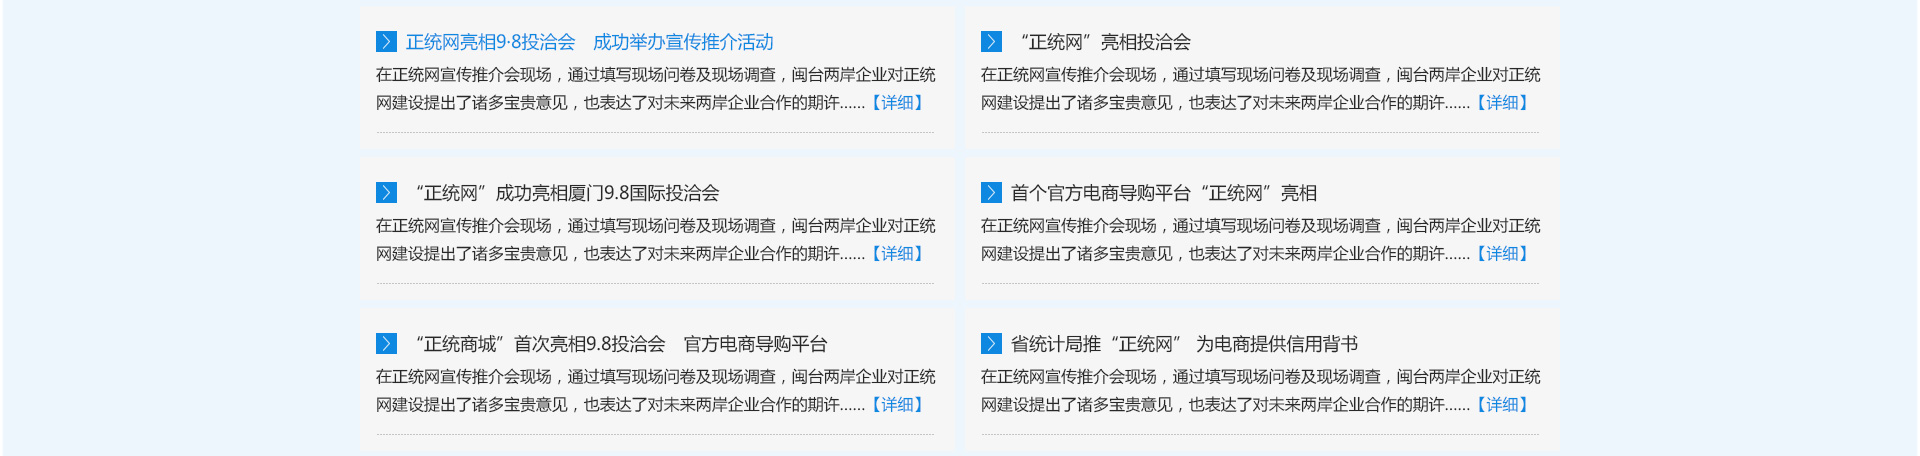 正统网亮相9·8投洽会　成功举办宣传推介活动
在正统网宣传推介会现场，通过填写现场问卷及现场调查，闽台两岸企业对正统
网建设提出了诸多宝贵意见，也表达了对未来两岸企业合作的期许......【详细】
“正统网”亮相投洽会
在正统网宣传推介会现场，通过填写现场问卷及现场调查，闽台两岸企业对正统
网建设提出了诸多宝贵意见，也表达了对未来两岸企业合作的期许......【详细】
“正统网”成功亮相厦门9.8国际投洽会
在正统网宣传推介会现场，通过填写现场问卷及现场调查，闽台两岸企业对正统
网建设提出了诸多宝贵意见，也表达了对未来两岸企业合作的期许......【详细】
首个官方电商导购平台“正统网”亮相
在正统网宣传推介会现场，通过填写现场问卷及现场调查，闽台两岸企业对正统
网建设提出了诸多宝贵意见，也表达了对未来两岸企业合作的期许......【详细】
“正统商城”首次亮相9.8投洽会　官方电商导购平台
在正统网宣传推介会现场，通过填写现场问卷及现场调查，闽台两岸企业对正统
网建设提出了诸多宝贵意见，也表达了对未来两岸企业合作的期许......【详细】
省统计局推“正统网” 为电商提供信用背书
在正统网宣传推介会现场，通过填写现场问卷及现场调查，闽台两岸企业对正统
网建设提出了诸多宝贵意见，也表达了对未来两岸企业合作的期许......【详细】